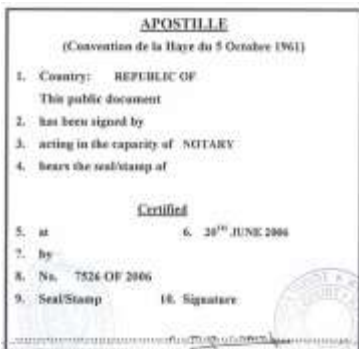 APOSTILLE
(Convention de la Haye du 5 Octobre 1961)
1. Country: REPUBLIC OF
This public document
2. has been signed by
3. acting in the capacity of NOTARY
4. bears the seal/stamp of
Certified
5. at 6. 20TH JUNE 2006
7. by
8. No. 7526 OF 2006
9. Seal/Stamp 10. Signature